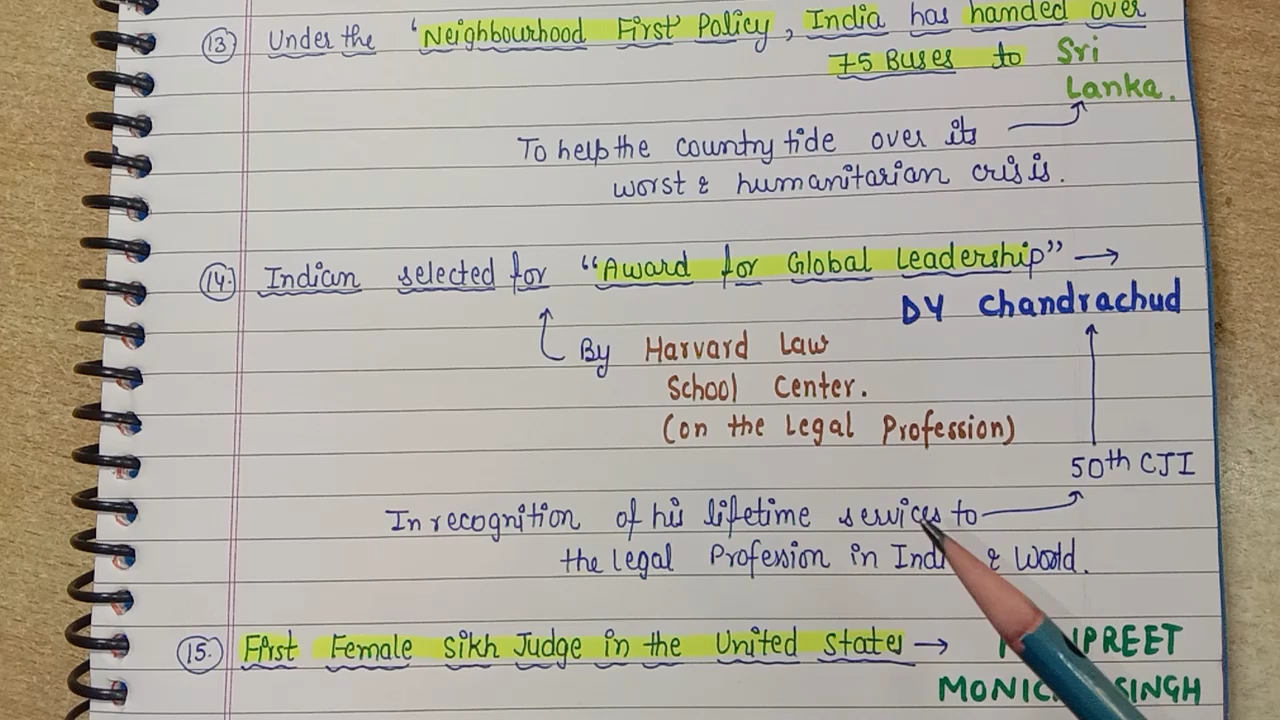 (13) Under the 'Neighbourhood First Policy, India has handed over
75 Buses to Sri
Lanka.
To help the country tide over its
worst & humanitarian crisis.
(14.) Indian selected for "Award for Global Leadership" →
DY Chandrachud
By Harvard Law
School Center.
(on the Legal Profession)
50th CJI
In recognition of his lifetime services to
the Legal Profession in & World.
(15.) First Female Sikh Judge in the United States →
SINGH